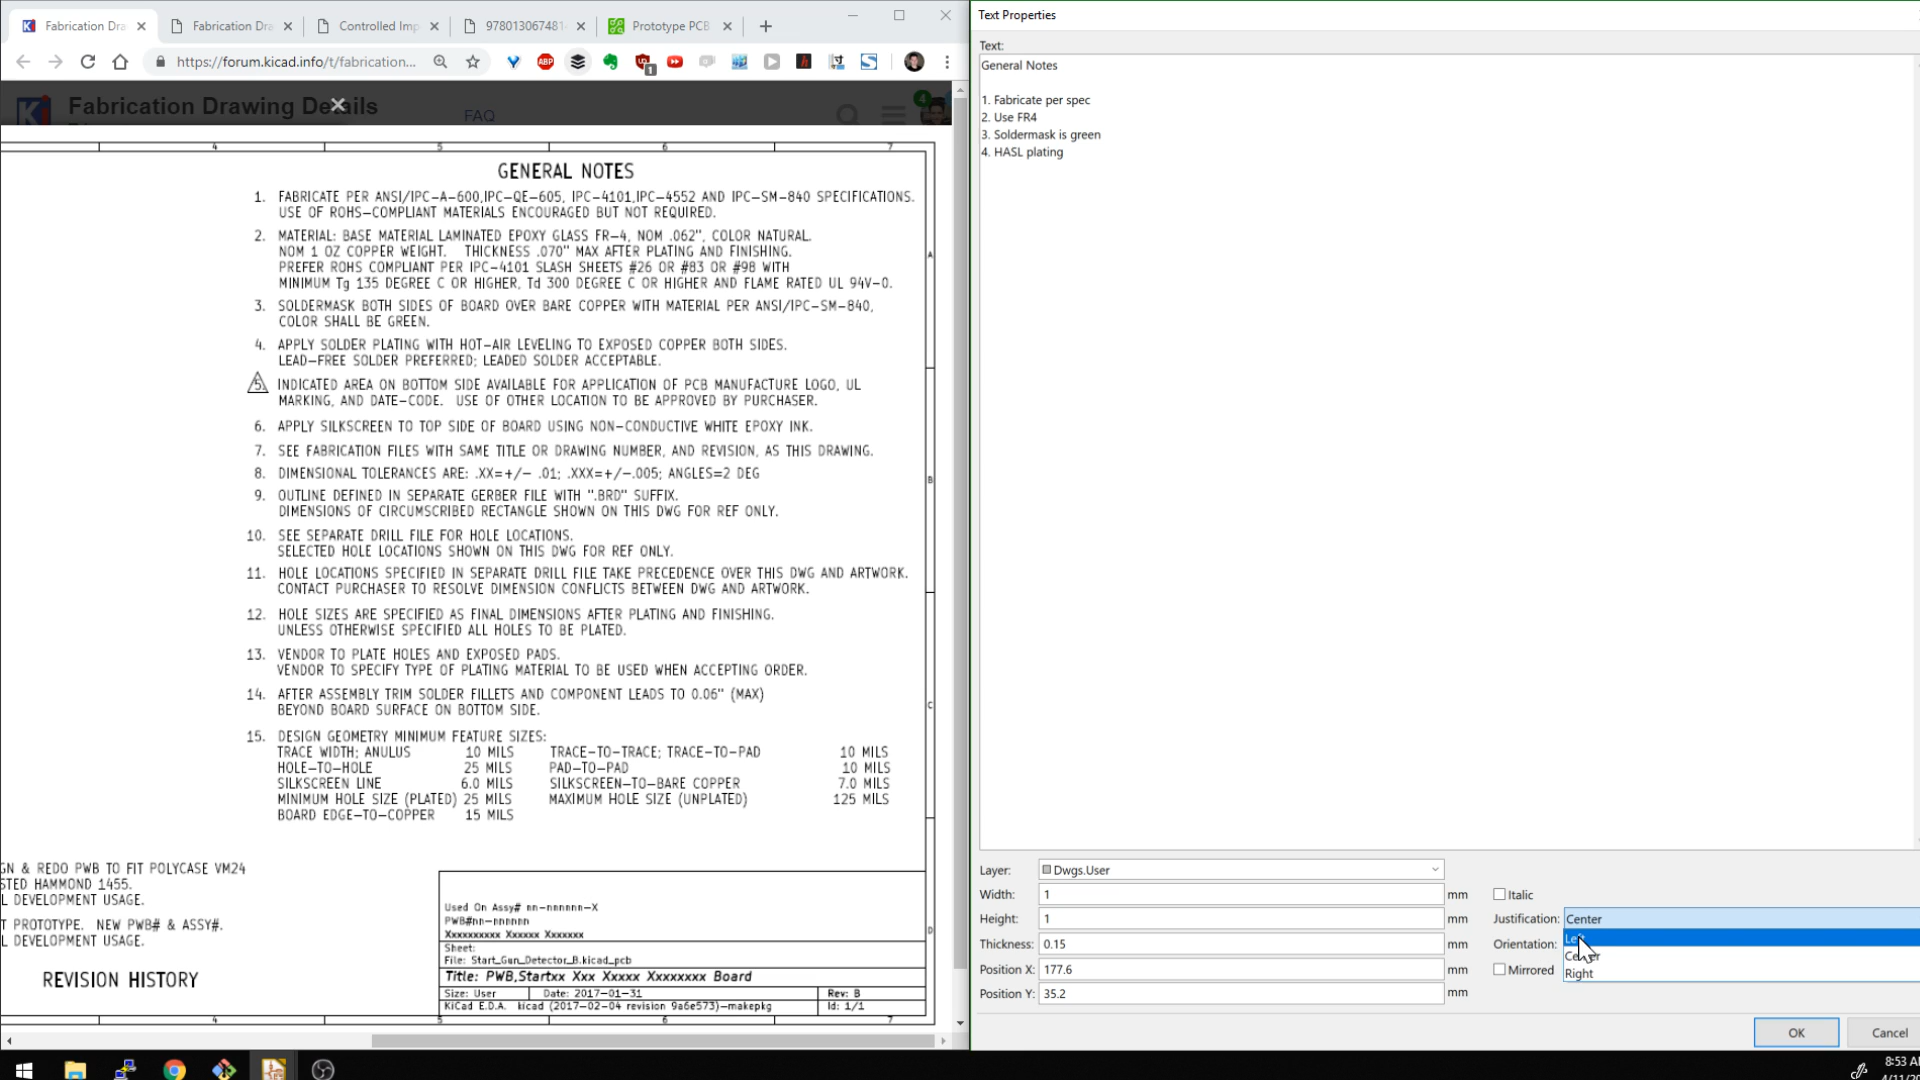 Fabrication Dra
Fabrication Dra
Controlled Imp
9780130674817
Prototype PCB
https://forum.kicad.info/t/fabrication...
ABP
1
Fabrication Drawing Details
FAQ
4
4
5
6
7
GENERAL NOTES
1. FABRICATE PER ANSI/IPC-A-600,IPC-QE-605, IPC-4101,IPC-4552 AND IPC-SM-840 SPECIFICATIONS.
USE OF ROHS-COMPLIANT MATERIALS ENCOURAGED BUT NOT REQUIRED.
2. MATERIAL: BASE MATERIAL LAMINATED EPOXY GLASS FR-4, NOM .062", COLOR NATURAL.
NOM 1 OZ COPPER WEIGHT. THICKNESS .070" MAX AFTER PLATING AND FINISHING.
PREFER ROHS COMPLIANT PER IPC-4101 SLASH SHEETS #26 OR #83 OR #98 WITH
MINIMUM Tg 135 DEGREE C OR HIGHER, Td 300 DEGREE C OR HIGHER AND FLAME RATED UL 94V-0.
3. SOLDERMASK BOTH SIDES OF BOARD OVER BARE COPPER WITH MATERIAL PER ANSI/IPC-SM-840,
COLOR SHALL BE GREEN.
4. APPLY SOLDER PLATING WITH HOT-AIR LEVELING TO EXPOSED COPPER BOTH SIDES.
LEAD-FREE SOLDER PREFERRED; LEADED SOLDER ACCEPTABLE.
5. INDICATED AREA ON BOTTOM SIDE AVAILABLE FOR APPLICATION OF PCB MANUFACTURE LOGO, UL
MARKING, AND DATE-CODE. USE OF OTHER LOCATION TO BE APPROVED BY PURCHASER.
6. APPLY SILKSCREEN TO TOP SIDE OF BOARD USING NON-CONDUCTIVE WHITE EPOXY INK.
7. SEE FABRICATION FILES WITH SAME TITLE OR DRAWING NUMBER, AND REVISION, AS THIS DRAWING.
8. DIMENSIONAL TOLERANCES ARE: .XX=+/- .01; .XXX=+/-.005; ANGLES=2 DEG
9. OUTLINE DEFINED IN SEPARATE GERBER FILE WITH ".BRD" SUFFIX.
DIMENSIONS OF CIRCUMSCRIBED RECTANGLE SHOWN ON THIS DWG FOR REF ONLY.
10. SEE SEPARATE DRILL FILE FOR HOLE LOCATIONS.
SELECTED HOLE LOCATIONS SHOWN ON THIS DWG FOR REF ONLY.
11. HOLE LOCATIONS SPECIFIED IN SEPARATE DRILL FILE TAKE PRECEDENCE OVER THIS DWG AND ARTWORK.
CONTACT PURCHASER TO RESOLVE DIMENSION CONFLICTS BETWEEN DWG AND ARTWORK.
12. HOLE SIZES ARE SPECIFIED AS FINAL DIMENSIONS AFTER PLATING AND FINISHING.
UNLESS OTHERWISE SPECIFIED ALL HOLES TO BE PLATED.
13. VENDOR TO PLATE HOLES AND EXPOSED PADS.
VENDOR TO SPECIFY TYPE OF PLATING MATERIAL TO BE USED WHEN ACCEPTING ORDER.
14. AFTER ASSEMBLY TRIM SOLDER FILLETS AND COMPONENT LEADS TO 0.06" (MAX)
BEYOND BOARD SURFACE ON BOTTOM SIDE.
15. DESIGN GEOMETRY MINIMUM FEATURE SIZES:
TRACE WIDTH; ANULUS 10 MILS TRACE-TO-TRACE; TRACE-TO-PAD 10 MILS
HOLE-TO-HOLE 25 MILS PAD-TO-PAD 10 MILS
SILKSCREEN LINE 6.0 MILS SILKSCREEN-TO-BARE COPPER 7.0 MILS
MINIMUM HOLE SIZE (PLATED) 25 MILS MAXIMUM HOLE SIZE (UNPLATED) 125 MILS
BOARD EDGE-TO-COPPER 15 MILS
A
B
C
D
GN & REDO PWB TO FIT POLYCASE VM24
STED HAMMOND 1455.
L DEVELOPMENT USAGE.
T PROTOTYPE. NEW PWB# & ASSY#.
L DEVELOPMENT USAGE.
REVISION HISTORY
Used On Assy# nn-nnnnnn-X
PWB#nn-nnnnnn
Xxxxxxxxx Xxxxxx Xxxxxxx
Sheet:
File: Start_Gun_Detector_B.kicad_pcb
Title: PWB,Startxx Xxx Xxxxx Xxxxxxxx Board
Size: User Date: 2017-01-31 Rev: B
KiCad E.D.A. kicad (2017-02-04 revision 9a6e573)-makepkg Id: 1/1
4
5
6
7
Text Properties
Text:
General Notes
1. Fabricate per spec
2. Use FR4
3. Soldermask is green
4. HASL plating
Layer: Dwgs.User
Width: 1 mm Italic
Height: 1 mm Justification: Center
Thickness: 0.15 mm Orientation:
Left
Center
Position X: 177.6 mm Mirrored
Right
Position Y: 35.2 mm
OK
Cancel
8:53 AM